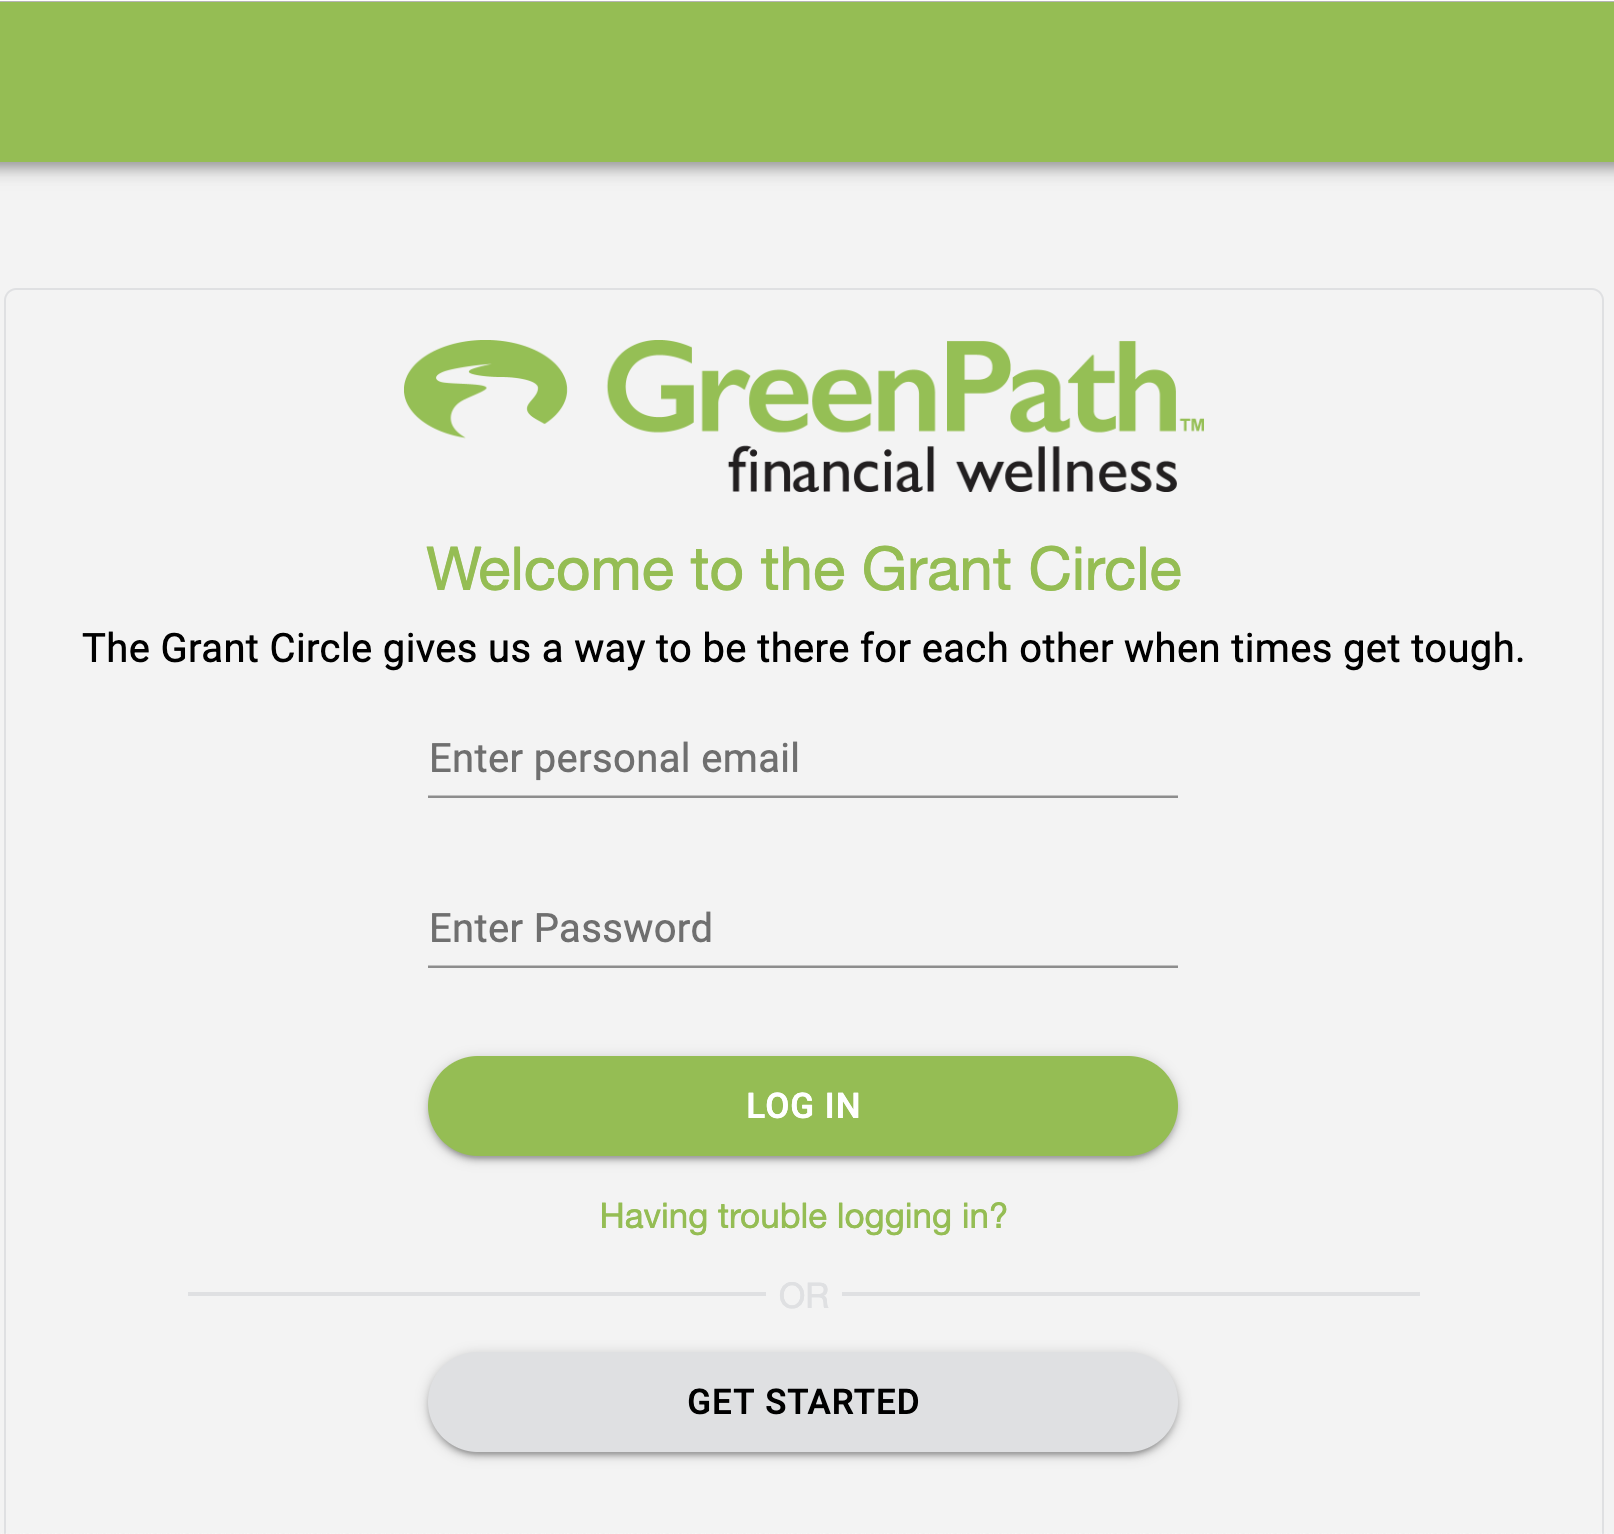 GreenPath™
financial wellness
Welcome to the Grant Circle
The Grant Circle gives us a way to be there for each other when times get tough.
Enter personal email
Enter Password
LOG IN
Having trouble logging in?
OR
GET STARTED